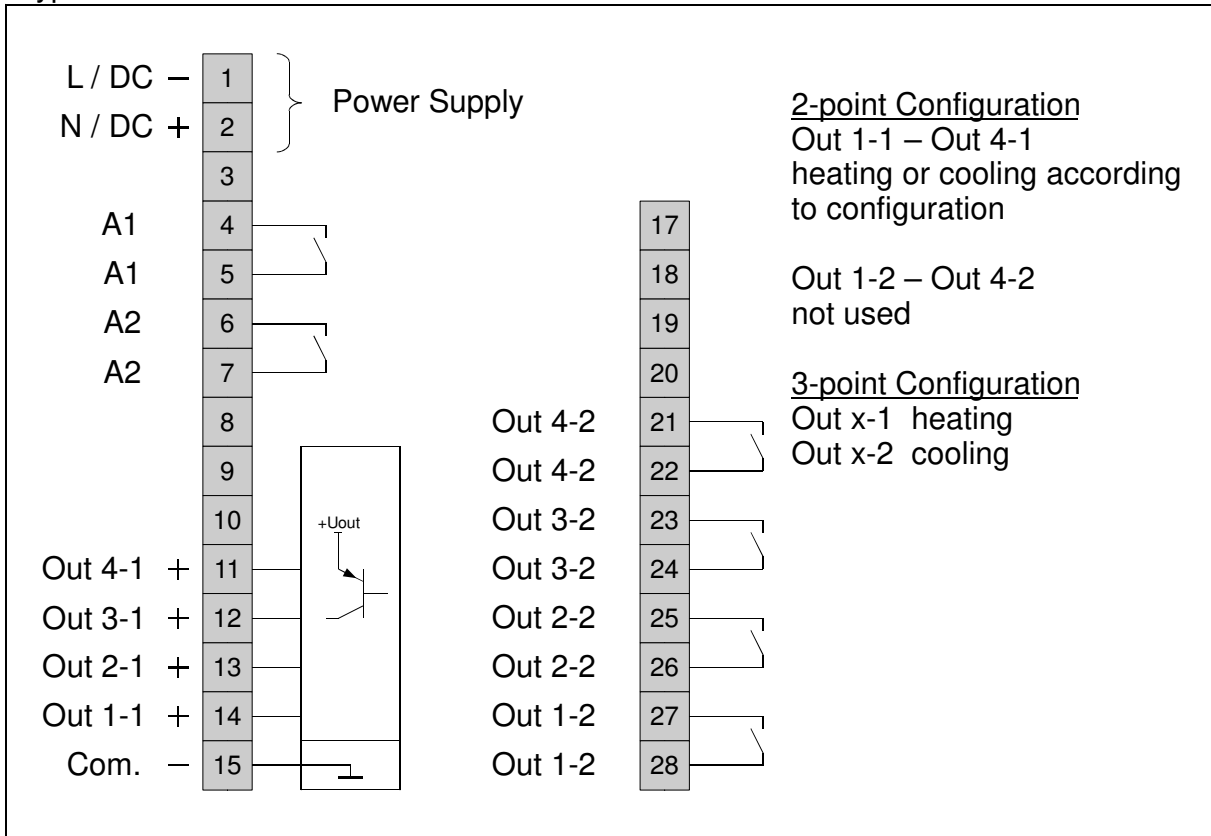 L / DC – 1
N / DC + 2
Power Supply
3
A1 4
A1 5
A2 6
A2 7
8
9
10
+Uout
Out 4-1 + 11
Out 3-1 + 12
Out 2-1 + 13
Out 1-1 + 14
Com. – 15
17
18
19
20
Out 4-2 21
Out 4-2 22
Out 3-2 23
Out 3-2 24
Out 2-2 25
Out 2-2 26
Out 1-2 27
Out 1-2 28
2-point Configuration
Out 1-1 – Out 4-1
heating or cooling according
to configuration
Out 1-2 – Out 4-2
not used
3-point Configuration
Out x-1 heating
Out x-2 cooling